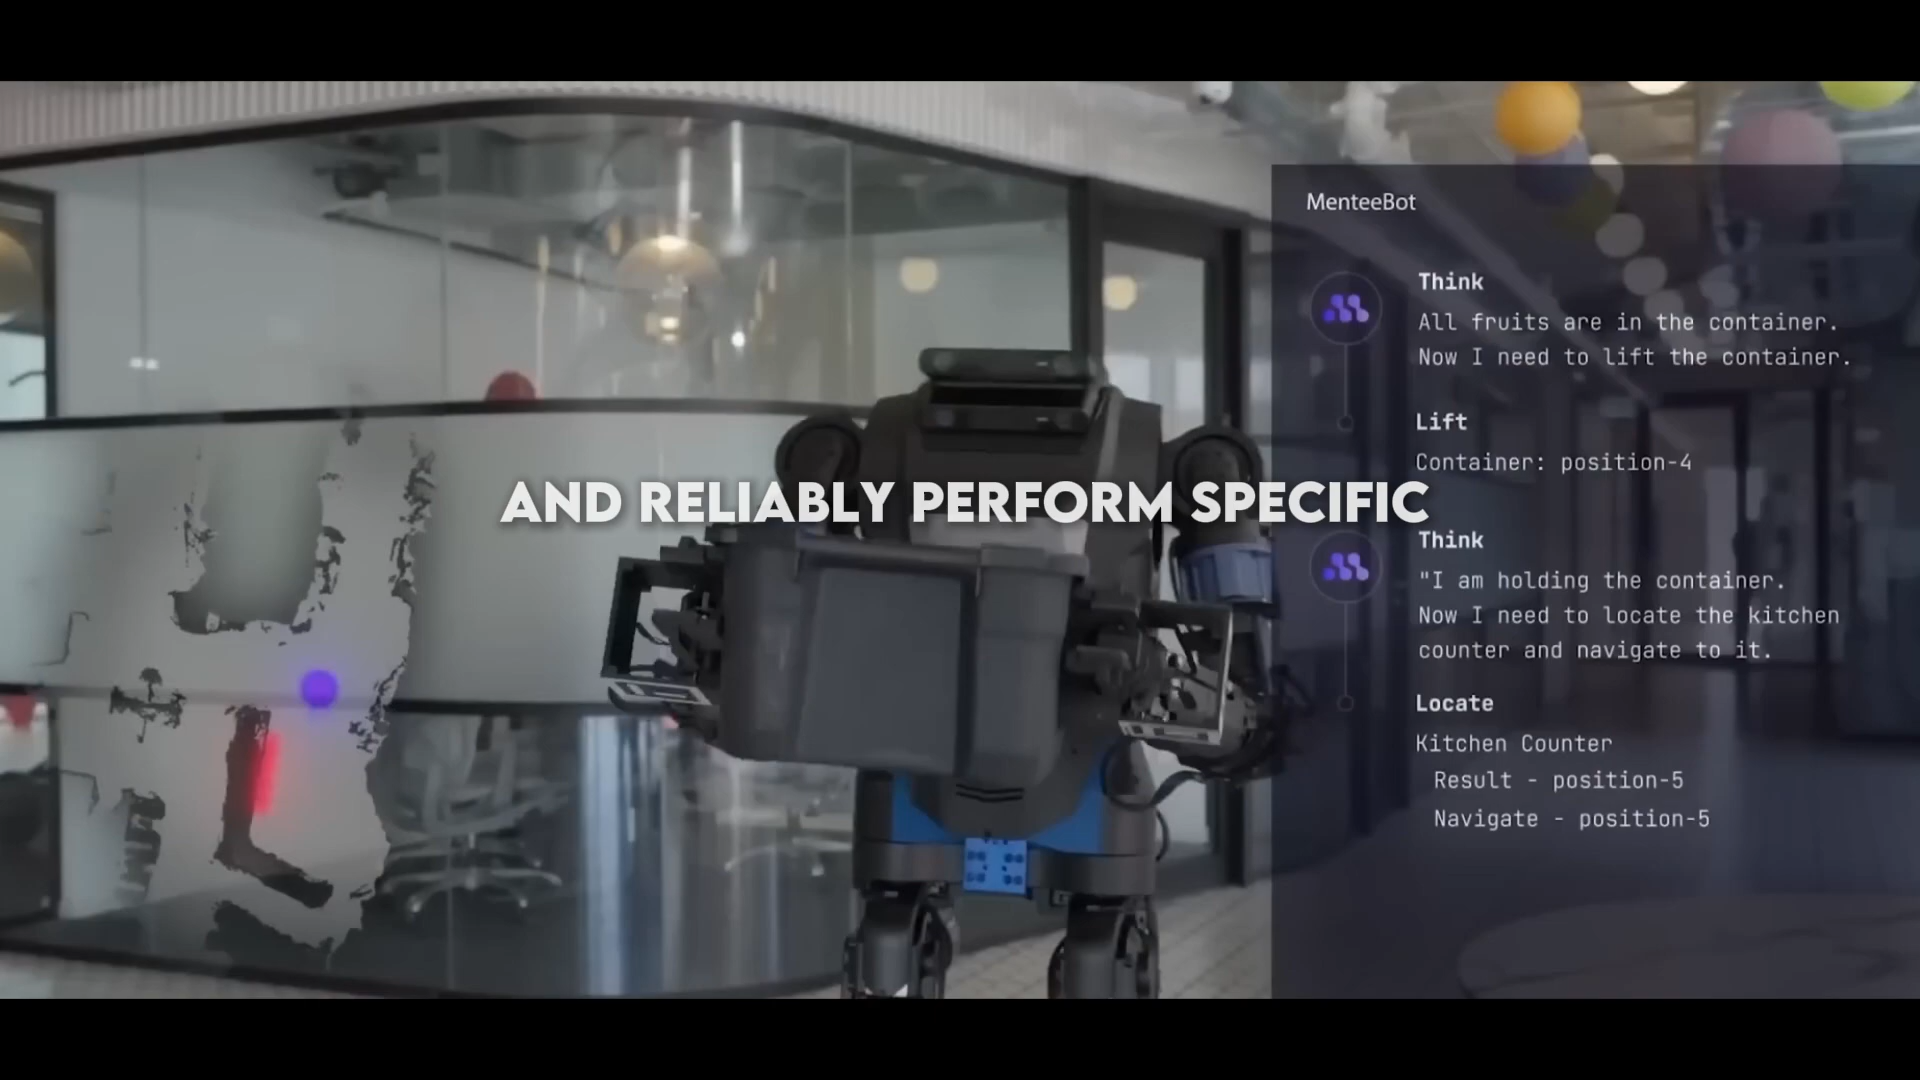 MenteeBot
Think
All fruits are in the container.
Now I need to lift the container.
Lift
Container: position-4
AND RELIABLY PERFORM SPECIFIC
Think
"I am holding the container.
Now I need to locate the kitchen
counter and navigate to it.
Locate
Kitchen Counter
Result - position-5
Navigate - position-5